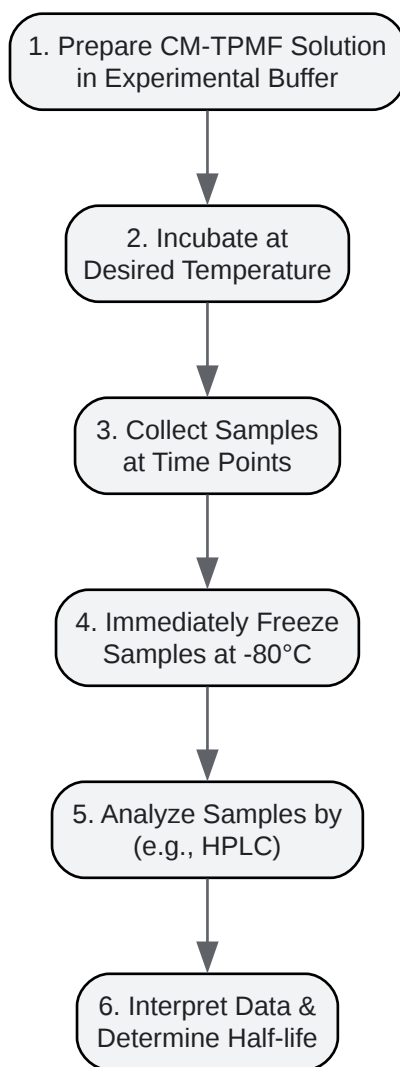 1. Prepare CM-TPMF Solution
in Experimental Buffer
2. Incubate at
Desired Temperature
3. Collect Samples
at Time Points
4. Immediately Freeze
Samples at -80°C
5. Analyze Samples by
(e.g., HPLC)
6. Interpret Data &
Determine Half-life